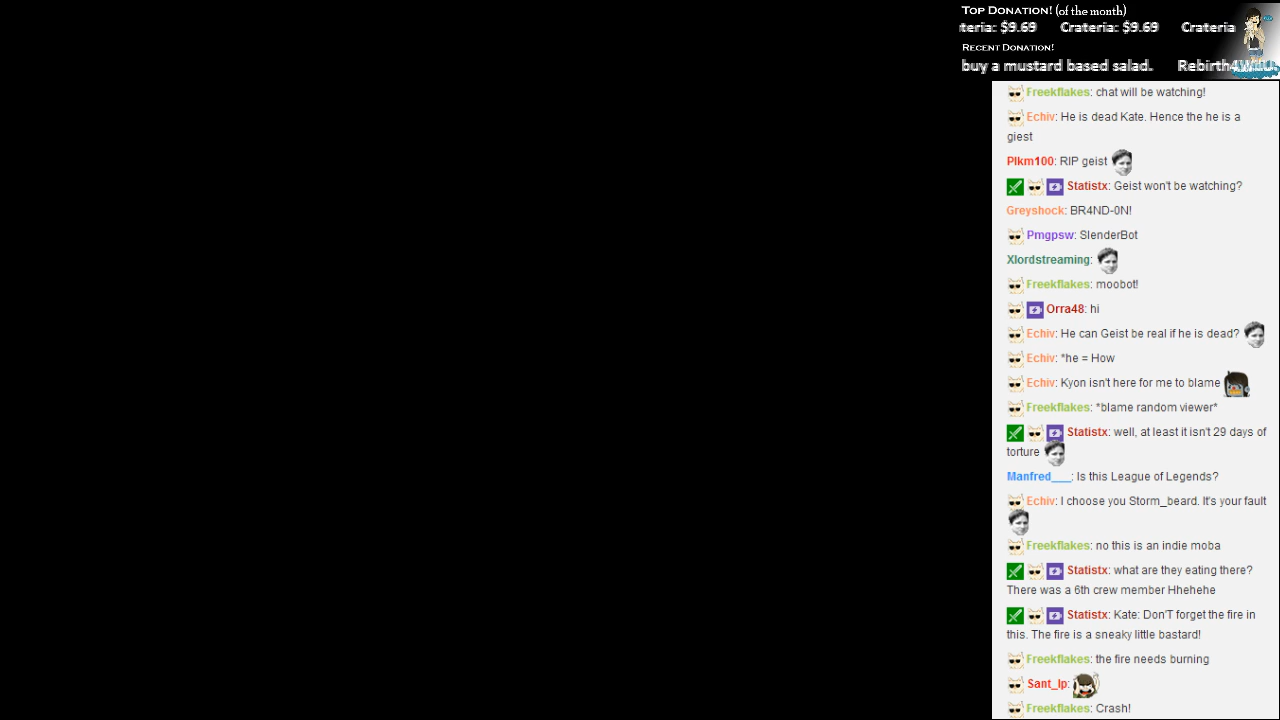 Top Donation! (of the month)
teria: $9.69 Crateria: $9.69 Crateria
Recent Donation!
buy a mustard based salad. Rebirth4
Freekflakes: chat will be watching!
Echiv: He is dead Kate. Hence the he is a
giest
Plkm100: RIP geist
Statistx: Geist won't be watching?
Greyshock: BR4ND-0N!
Pmgpsw: SlenderBot
Xlordstreaming:
Freekflakes: moobot!
Orra48: hi
Echiv: He can Geist be real if he is dead?
Echiv: *he = How
Echiv: Kyon isn't here for me to blame
Freekflakes: *blame random viewer*
Statistx: well, at least it isn't 29 days of
torture
Manfred___: Is this League of Legends?
Echiv: I choose you Storm_beard. It's your fault
Freekflakes: no this is an indie moba
Statistx: what are they eating there?
There was a 6th crew member Hhehehe
Statistx: Kate: Don'T forget the fire in
this. The fire is a sneaky little bastard!
Freekflakes: the fire needs burning
Sant_lp:
Freekflakes: Crash!